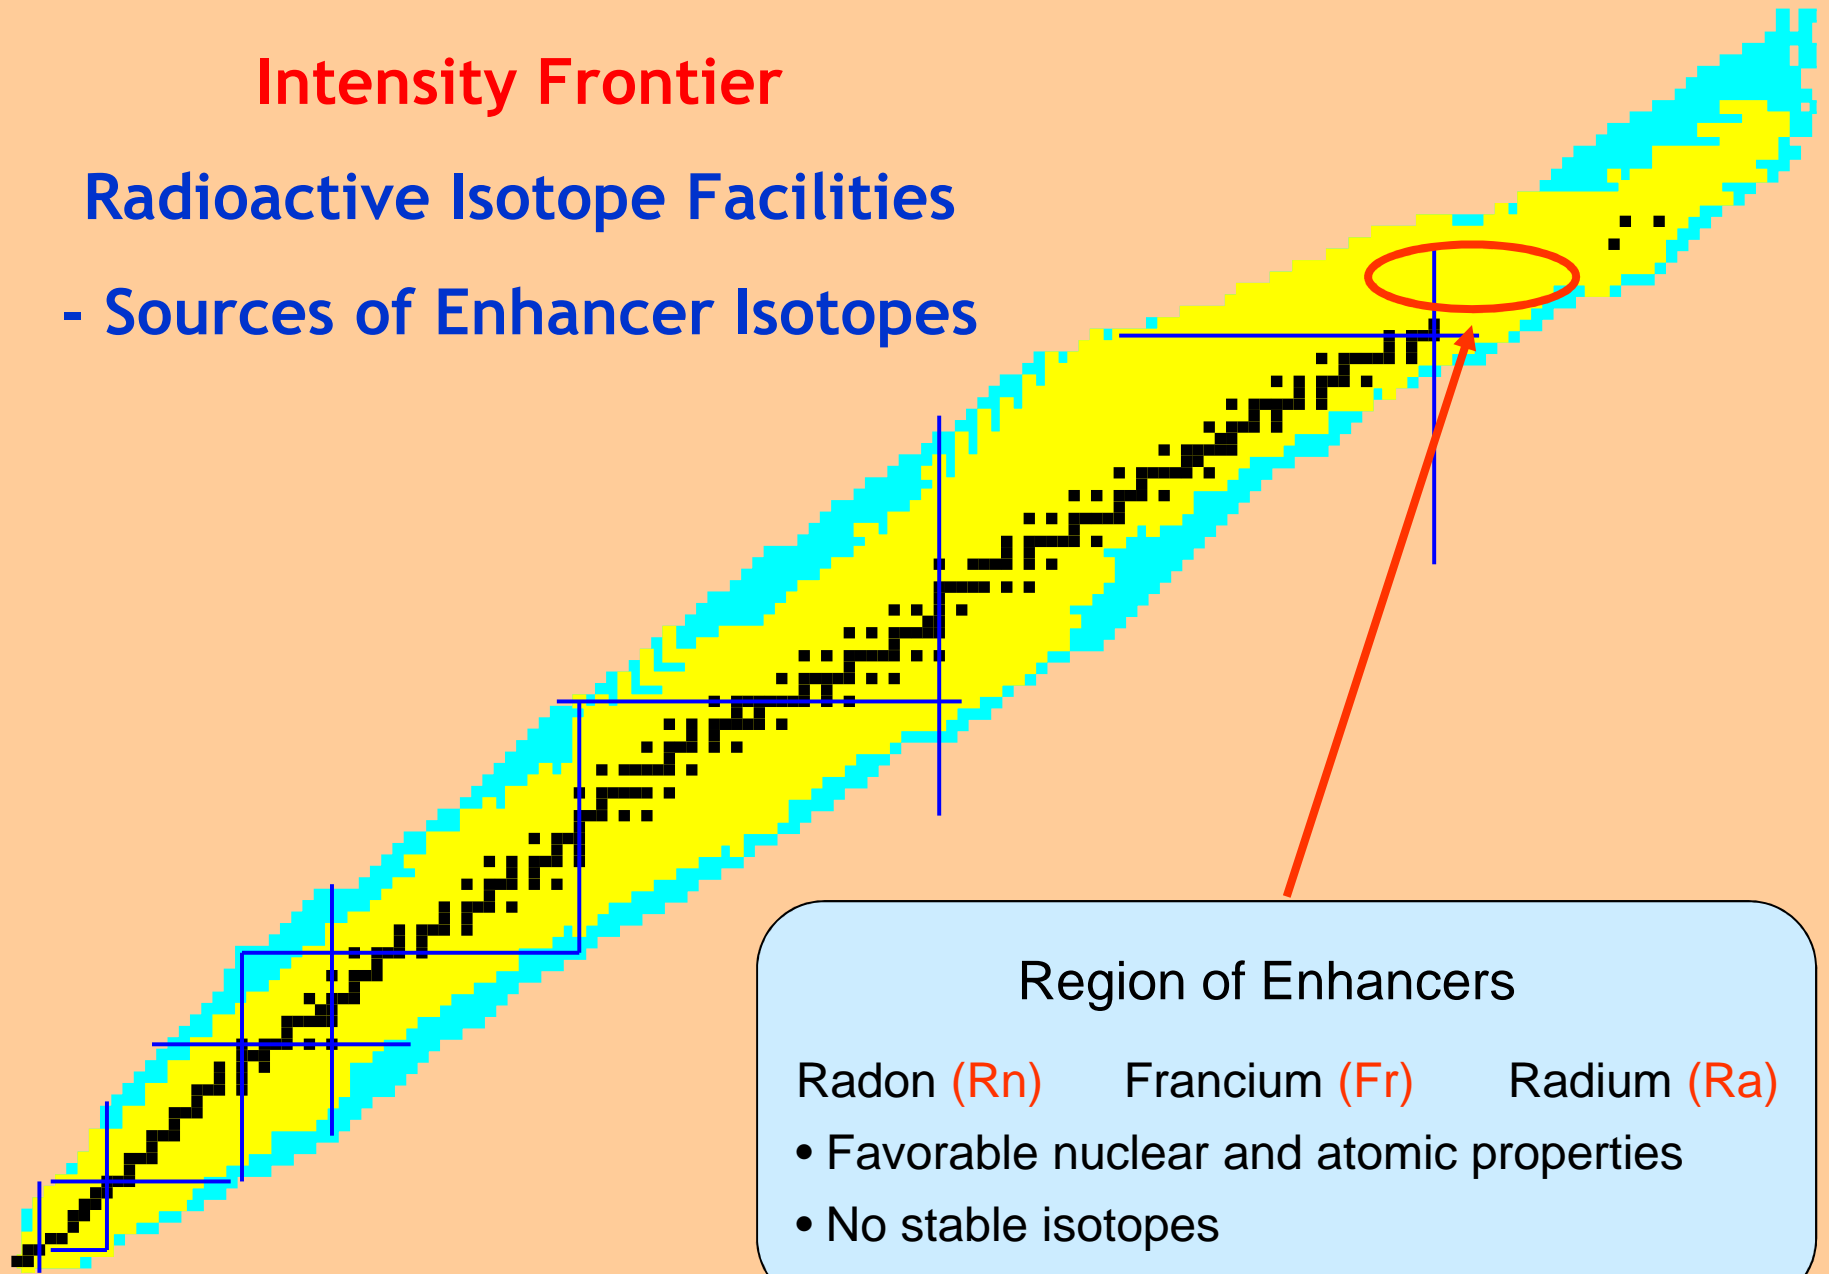 Intensity Frontier
Radioactive Isotope Facilities
- Sources of Enhancer Isotopes
Region of Enhancers
Radon (Rn) Francium (Fr) Radium (Ra)
• Favorable nuclear and atomic properties
• No stable isotopes